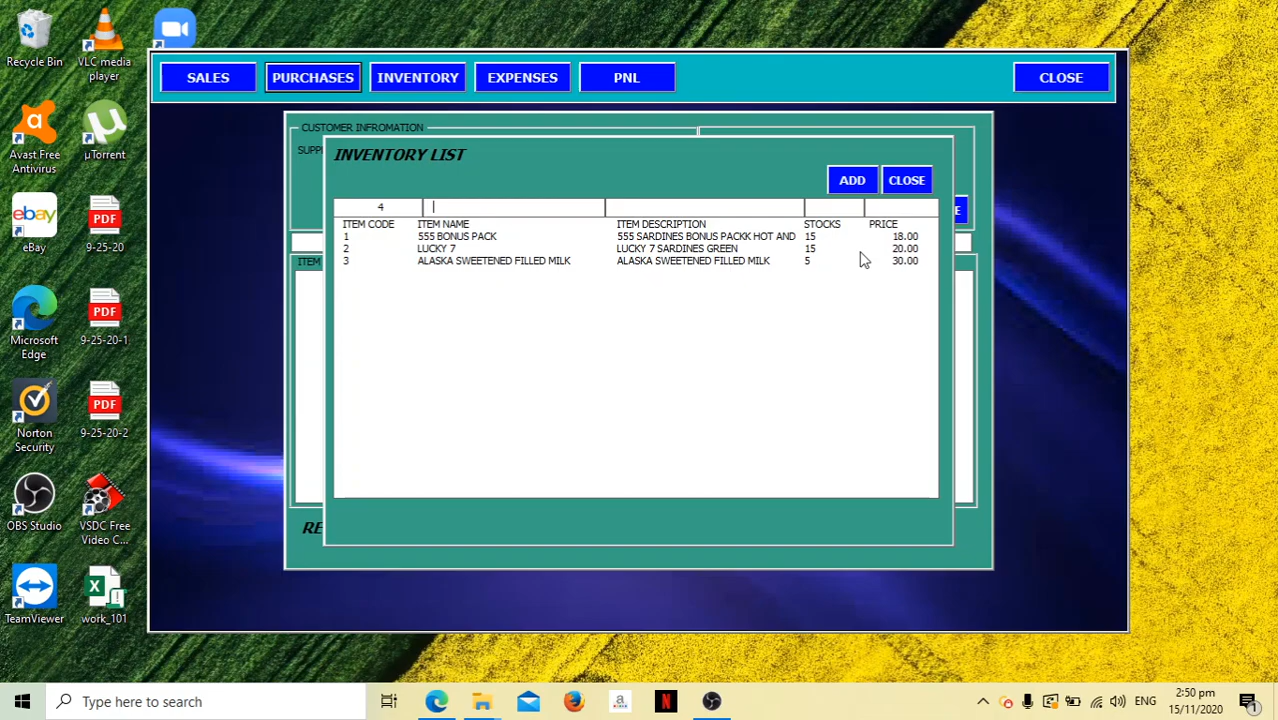 Recycle Bin
VLC media player
SALES
PURCHASES
INVENTORY
EXPENSES
PNL
CLOSE
CUSTOMER INFROMATION
SUPP
INVENTORY LIST
ADD
CLOSE
E
4
ITEM CODE ITEM NAME ITEM DESCRIPTION STOCKS PRICE
1 555 BONUS PACK 555 SARDINES BONUS PACKK HOT AND 15 18.00
2 LUCKY 7 LUCKY 7 SARDINES GREEN 15 20.00
3 ALASKA SWEETENED FILLED MILK ALASKA SWEETENED FILLED MILK 5 30.00
ITEM
RE
Avast Free Antivirus
µTorrent
ebay
eBay
PDF
9-25-20
Microsoft Edge
PDF
9-25-20-1
Norton Security
PDF
9-25-20-2
OBS Studio
VSDC Free Video C...
TeamViewer
work_101
Type here to search
a
N
ENG
2:50 pm
15/11/2020
1